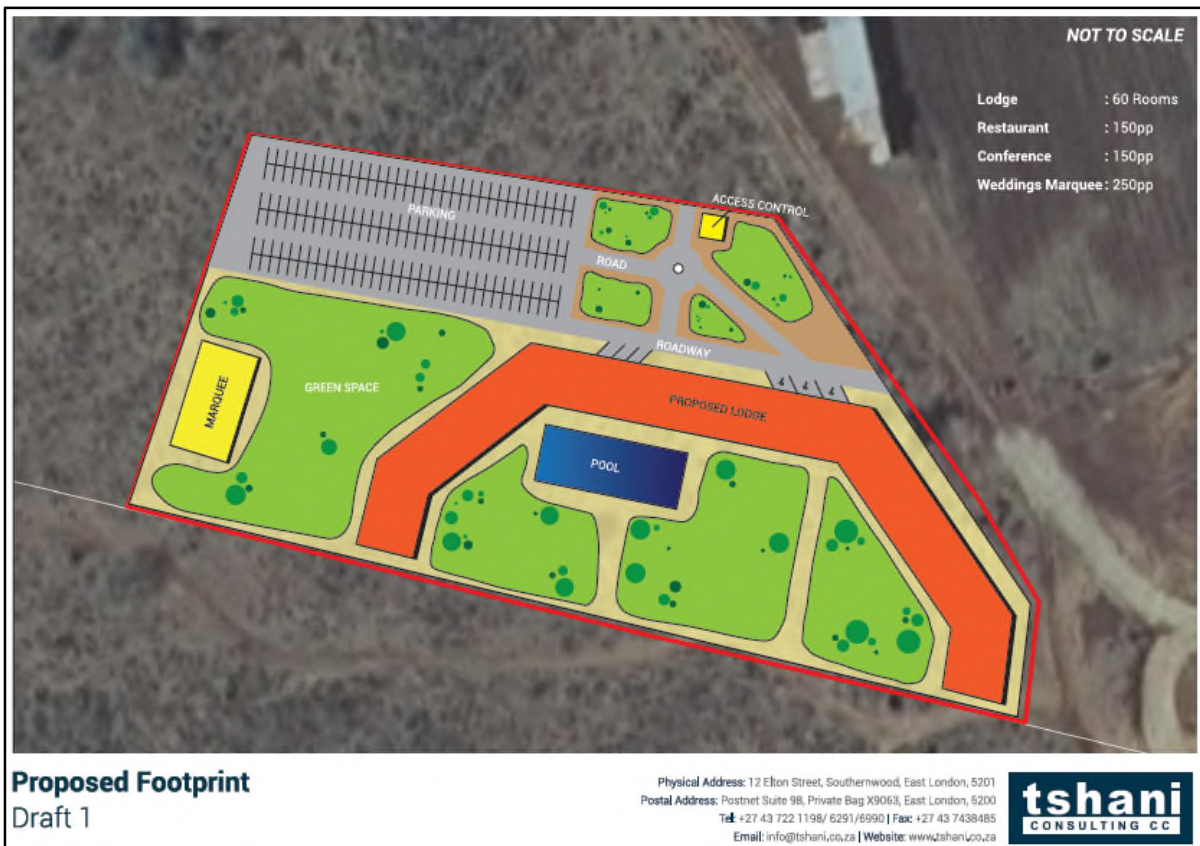 NOT TO SCALE
Lodge : 60 Rooms
Restaurant : 150pp
Conference : 150pp
Weddings Marquee : 250pp
ACCESS CONTROL
PARKING
ROAD
ROADWAY
GREEN SPACE
MARQUEE
PROPOSED LODGE
POOL
Proposed Footprint
Draft 1
Physical Address: 12 Elton Street, Southernwood, East London, 5201
Postal Address: Postnet Suite 98, Private Bag X9063, East London, 5200
Tel: +27 43 722 1198/ 6291/6990 | Fax: +27 43 7438485
Email: info@tshani.co.za | Website: www.tshani.co.za
tshani
CONSULTING CC